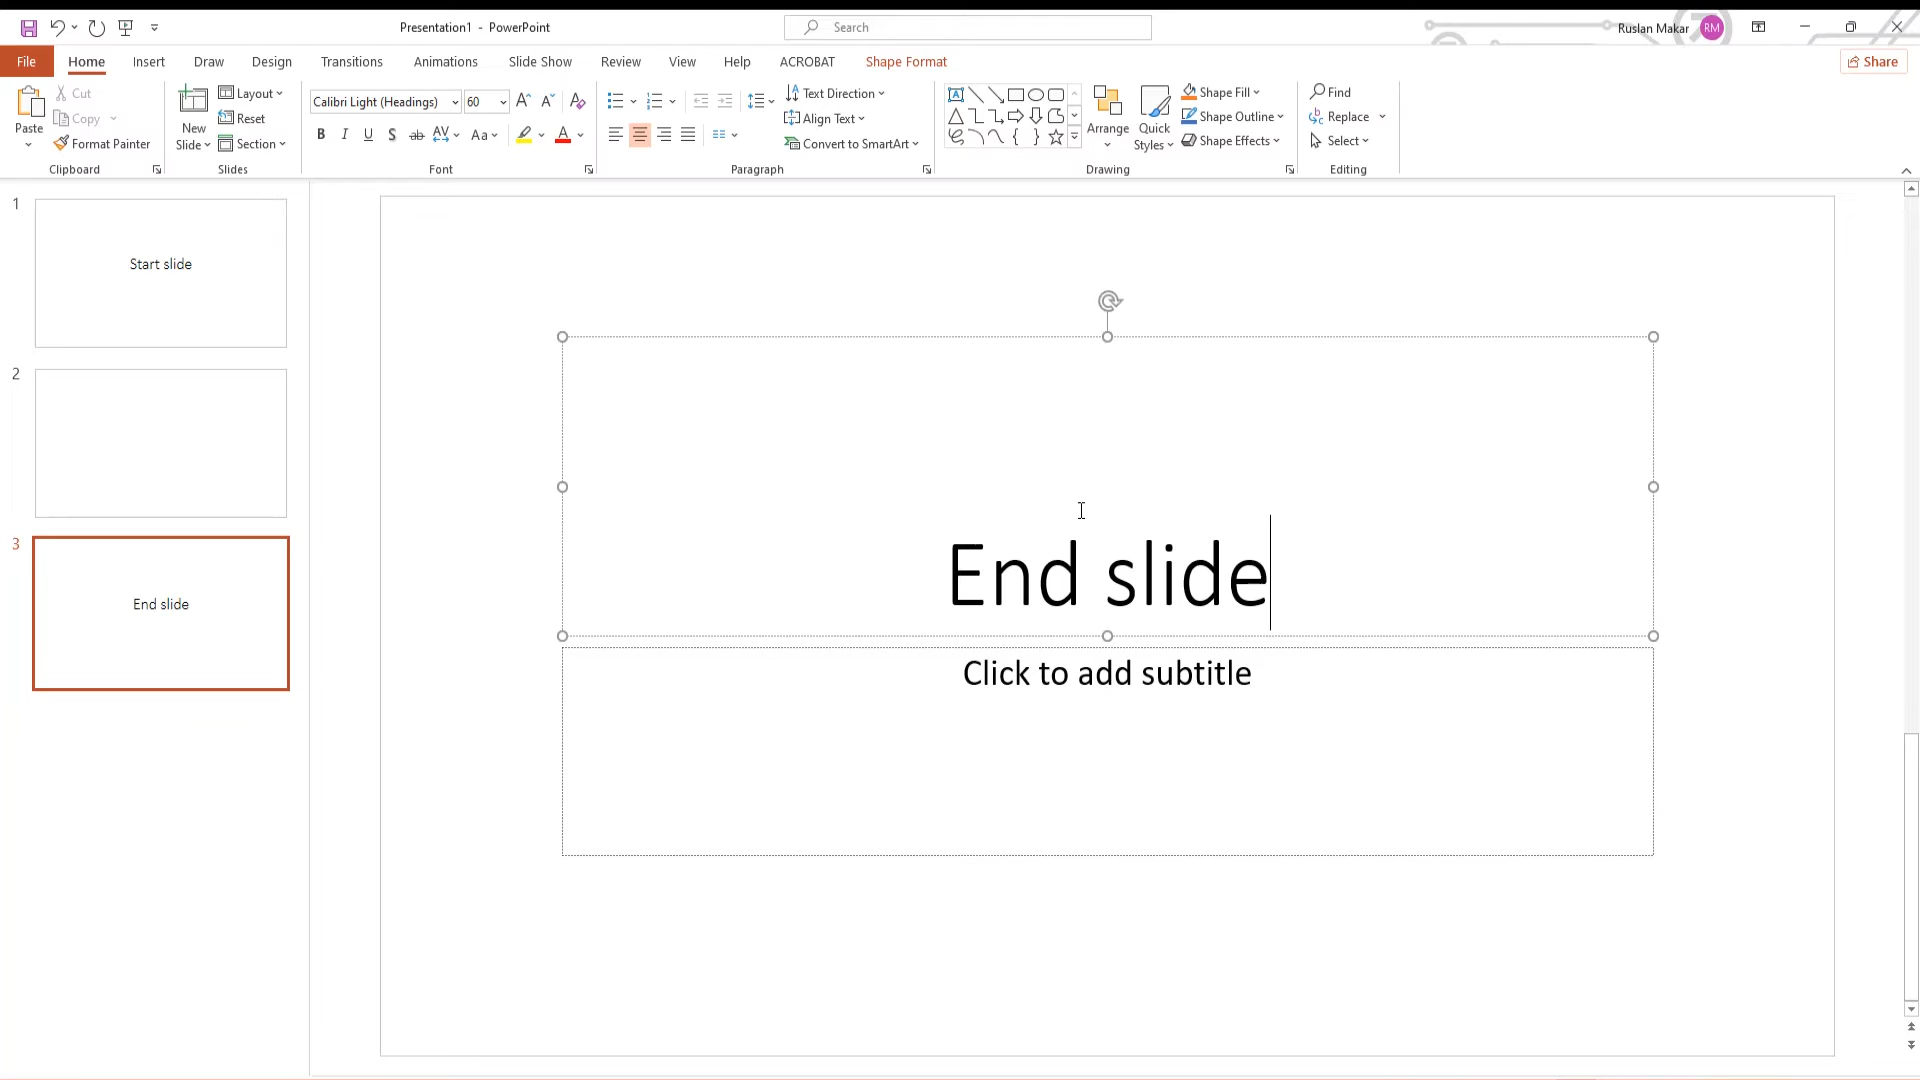 Presentation1 - PowerPoint
Search
Ruslan Makar RM
File Home Insert Draw Design Transitions Animations Slide Show Review View Help ACROBAT Shape Format Share
Paste
Cut
Copy
Format Painter
Clipboard
New Slide
Layout
Reset
Section
Slides
Calibri Light (Headings) 60
B I U S ab AV Aa A
Font
Text Direction
Align Text
Convert to SmartArt
Paragraph
Arrange
Quick Styles
Shape Fill
Shape Outline
Shape Effects
Drawing
Find
Replace
Select
Editing
1
Start slide
2
3
End slide
End slide
Click to add subtitle